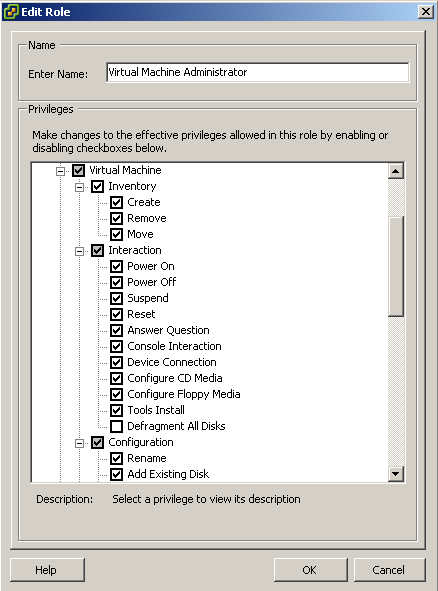 Edit Role
Name
Enter Name: Virtual Machine Administrator
Privileges
Make changes to the effective privileges allowed in this role by enabling or
disabling checkboxes below.
Virtual Machine
Inventory
Create
Remove
Move
Interaction
Power On
Power Off
Suspend
Reset
Answer Question
Console Interaction
Device Connection
Configure CD Media
Configure Floppy Media
Tools Install
Defragment All Disks
Configuration
Rename
Add Existing Disk
Description: Select a privilege to view its description
Help OK Cancel